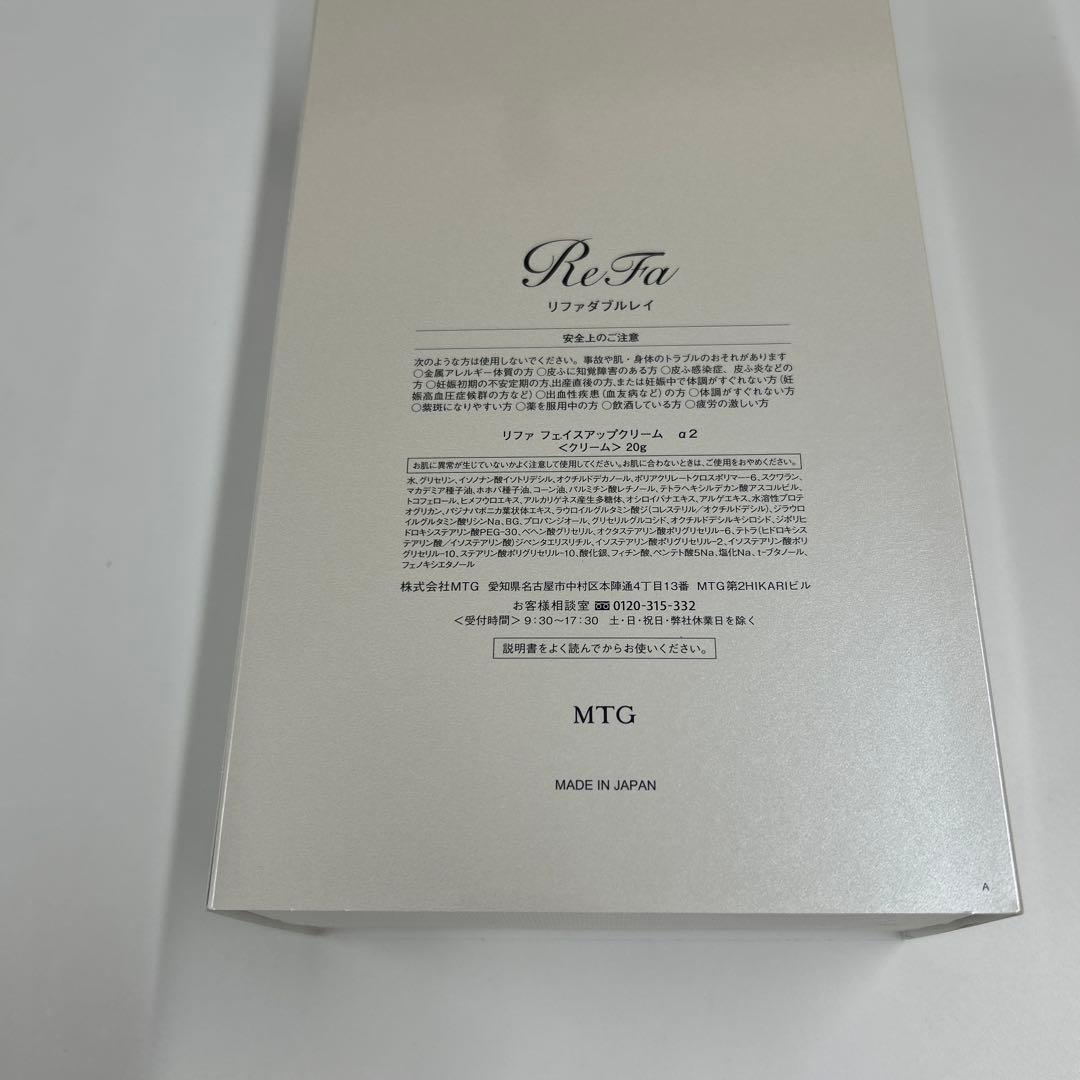 ReFa
リファダブルレイ
安全上のご注意
次のような方は使用しないでください。事故や肌・身体のトラブルのおそれがあります
○金属アレルギー体質の方 ○皮ふに知覚障害のある方 ○皮ふ感染症、皮ふ炎などの
方 ○妊娠初期の不安定期の方、出産直後の方、または妊娠中で体調がすぐれない方(妊
娠高血圧症候群の方など) ○出血性疾患(血友病など)の方 ○体調がすぐれない方
○紫斑になりやすい方 ○薬を服用中の方 ○飲酒している方 ○疲労の激しい方
リファ フェイスアップクリーム α2
<クリーム> 20g
お肌に異常が生じていないかよく注意して使用してください。お肌に合わないときは、ご使用をおやめください。
水、グリセリン、イソノナン酸イソトリデシル、オクチルドデカノール、ポリアクリレートクロスポリマー-6、スクワラン、
マカデミア種子油、ホホバ種子油、コーン油、パルミチン酸レチノール、テトラヘキシルデカン酸アスコルビル、
トコフェロール、ヒメフウロエキス、アルカリゲネス産生多糖体、オシロイバナエキス、アルゲエキス、水溶性プロテ
オグリカン、パジナパボニカ葉状体エキス、ラウロイルグルタミン酸ジ(コレステリル/オクチルドデシル)、ジラウロ
イルグルタミン酸リシンNa、BG、プロパンジオール、グリセリルグルコシド、オクチルドデシルキシロシド、ジポリヒ
ドロキシステアリン酸PEG-30、ベヘン酸グリセリル、オクタステアリン酸ポリグリセリル-6、テトラ(ヒドロキシ
ステアリン酸/イソステアリン酸)ジペンタエリスリチル、イソステアリン酸ポリグリセリル-2、イソステアリン酸ポリ
グリセリル-10、ステアリン酸ポリグリセリル-10、酸化銀、フィチン酸、ペンテト酸5Na、塩化Na、t-ブタノール、
フェノキシエタノール
株式会社MTG 愛知県名古屋市中村区本陣通4丁目13番 MTG第2HIKARIビル
お客様相談室 0120-315-332
<受付時間> 9:30~17:30 土・日・祝日・弊社休業日を除く
説明書をよく読んでからお使いください。
MTG
MADE IN JAPAN
A